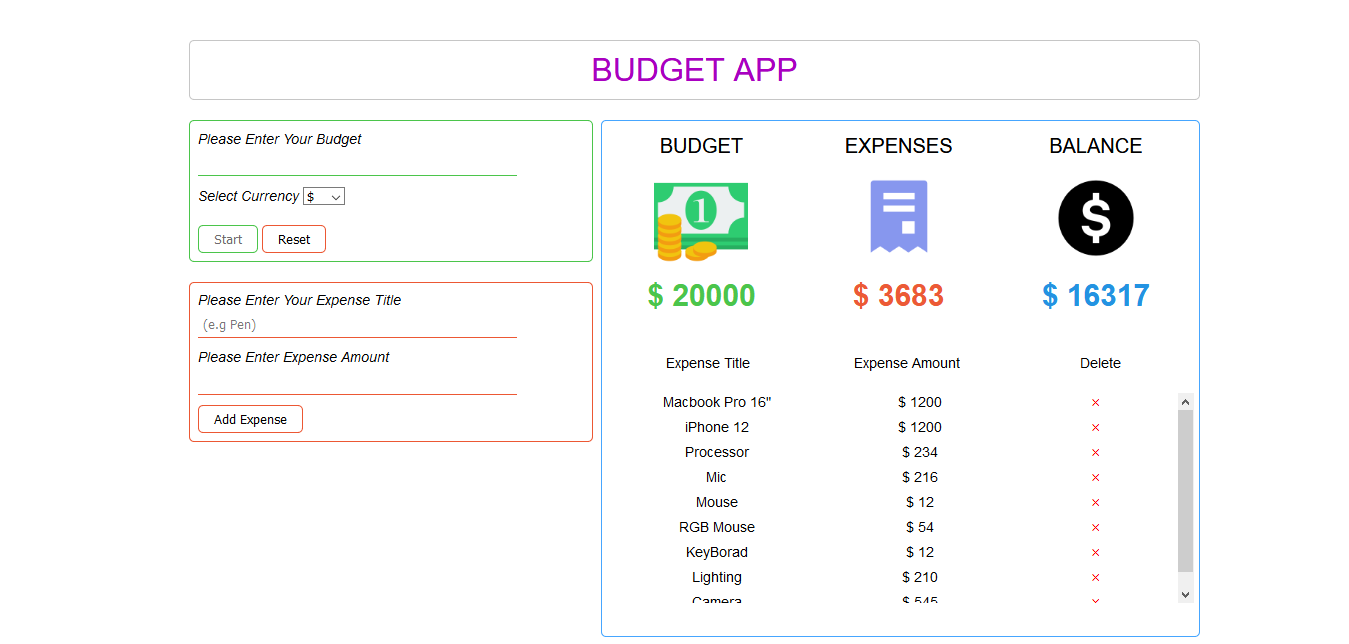 BUDGET APP
Please Enter Your Budget
Select Currency $
Start Reset
Please Enter Your Expense Title
(e.g Pen)
Please Enter Expense Amount
Add Expense
BUDGET EXPENSES BALANCE
1 $
$ 20000 $ 3683 $ 16317
Expense Title Expense Amount Delete
Macbook Pro 16" $ 1200 ×
iPhone 12 $ 1200 ×
Processor $ 234 ×
Mic $ 216 ×
Mouse $ 12 ×
RGB Mouse $ 54 ×
KeyBorad $ 12 ×
Lighting $ 210 ×
Camera $ 545 ×